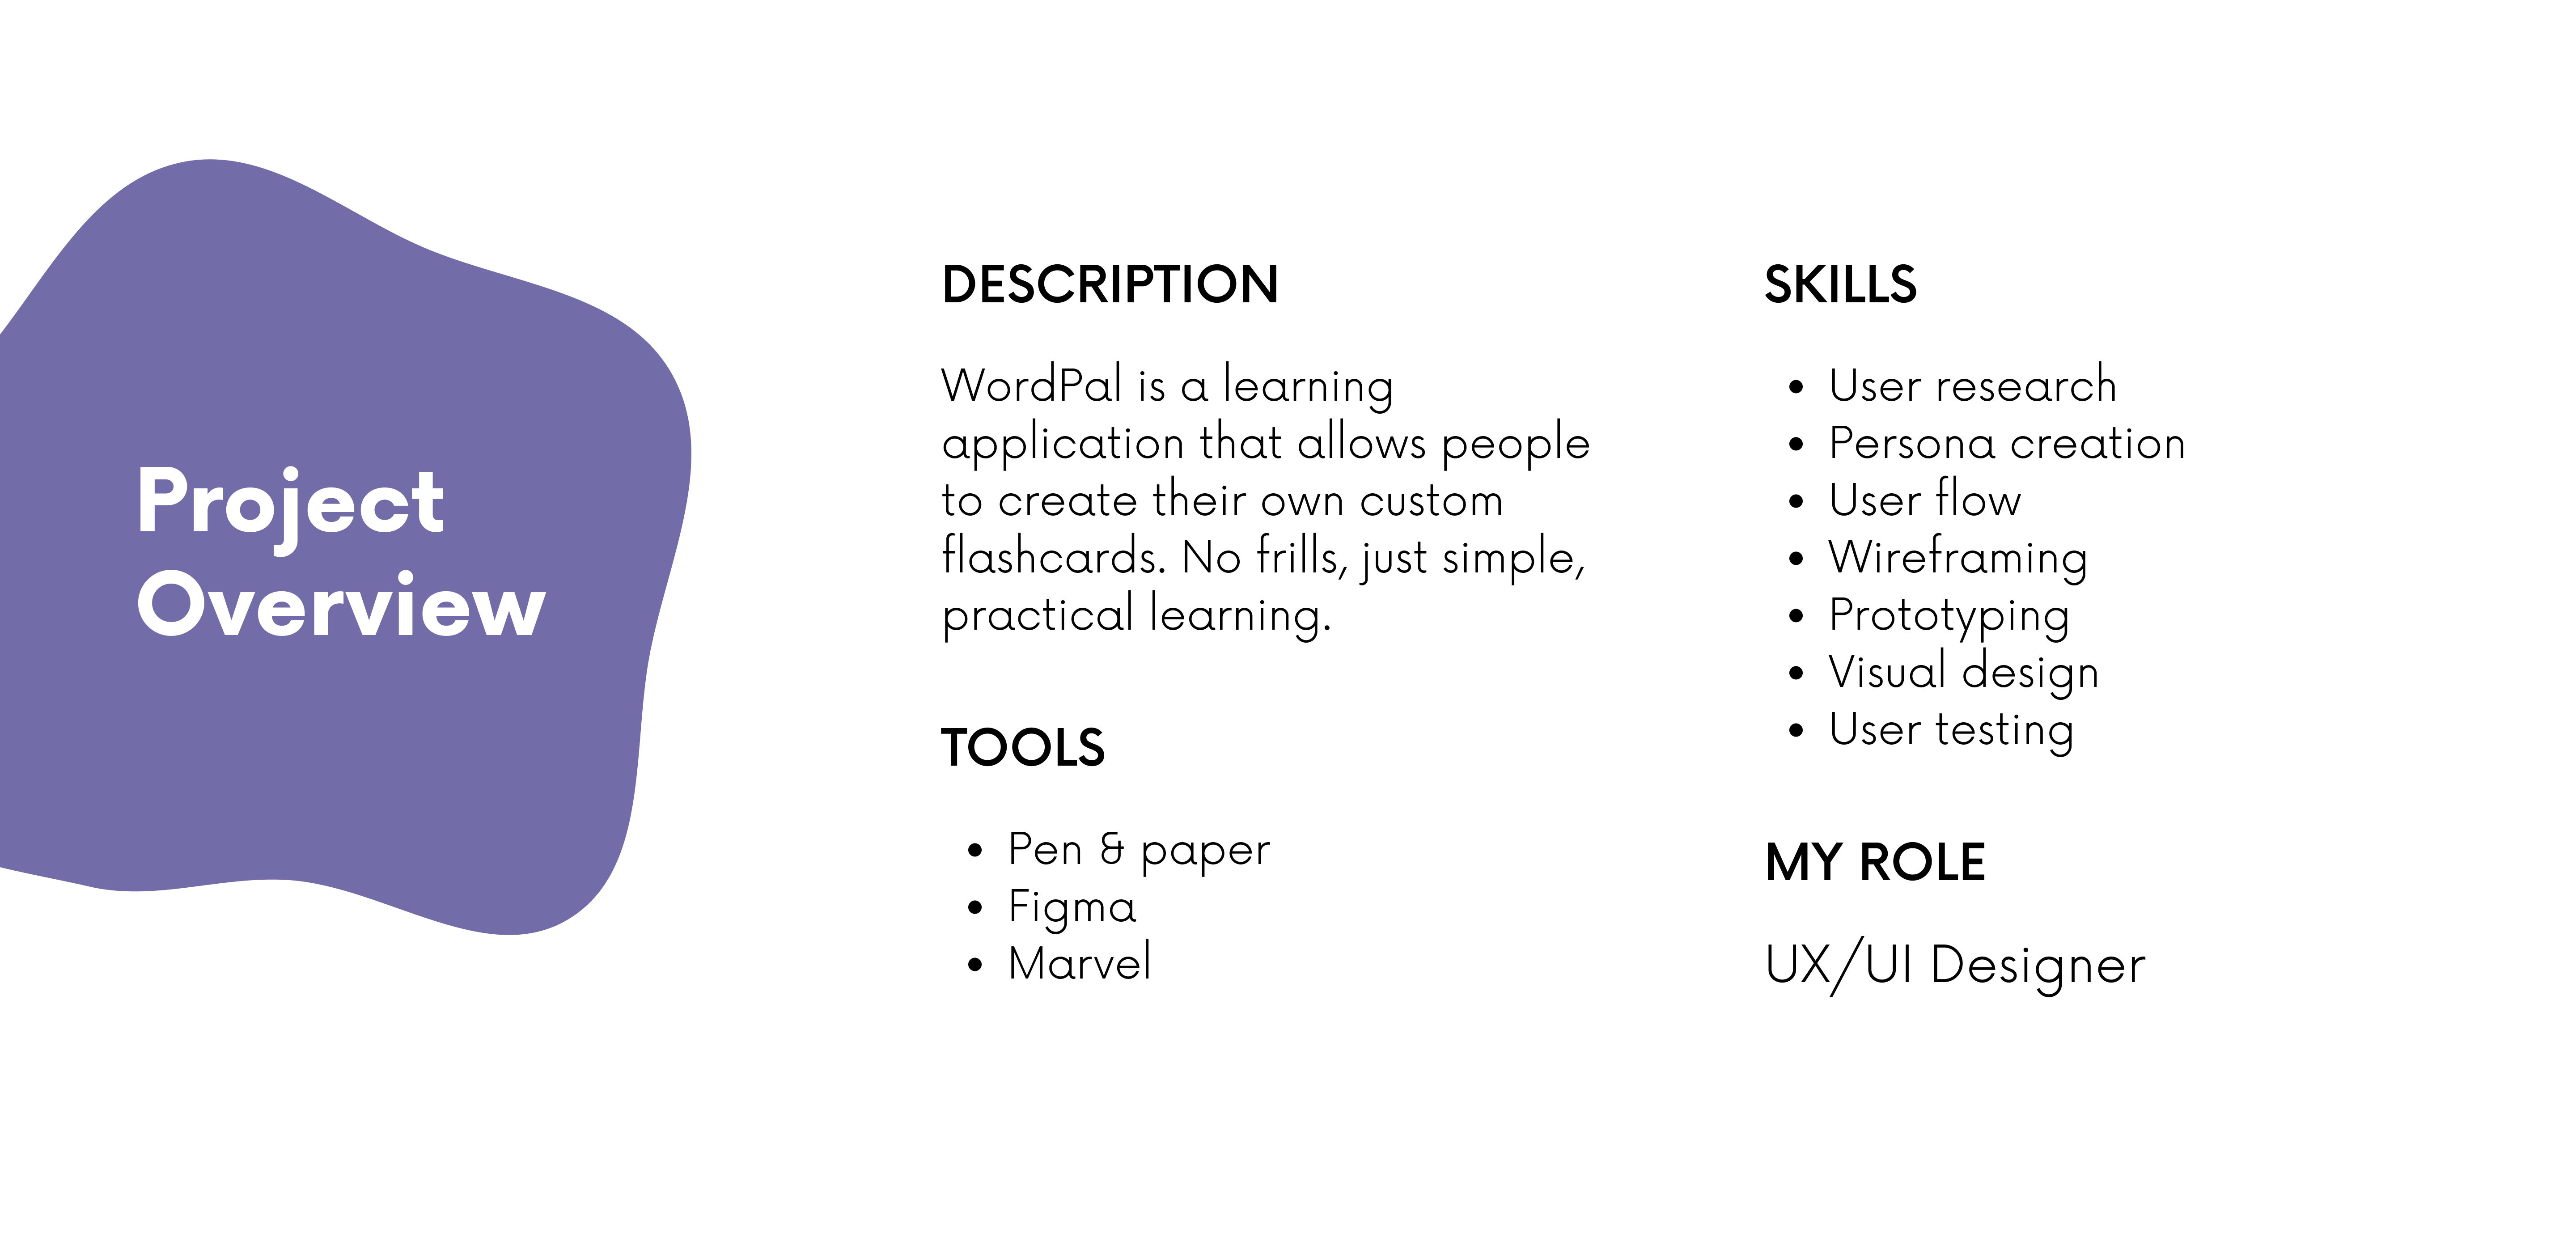 Project
Overview
DESCRIPTION
WordPal is a learning
application that allows people
to create their own custom
flashcards. No frills, just simple,
practical learning.
TOOLS
• Pen & paper
• Figma
• Marvel
SKILLS
• User research
• Persona creation
• User flow
• Wireframing
• Prototyping
• Visual design
• User testing
MY ROLE
UX/UI Designer